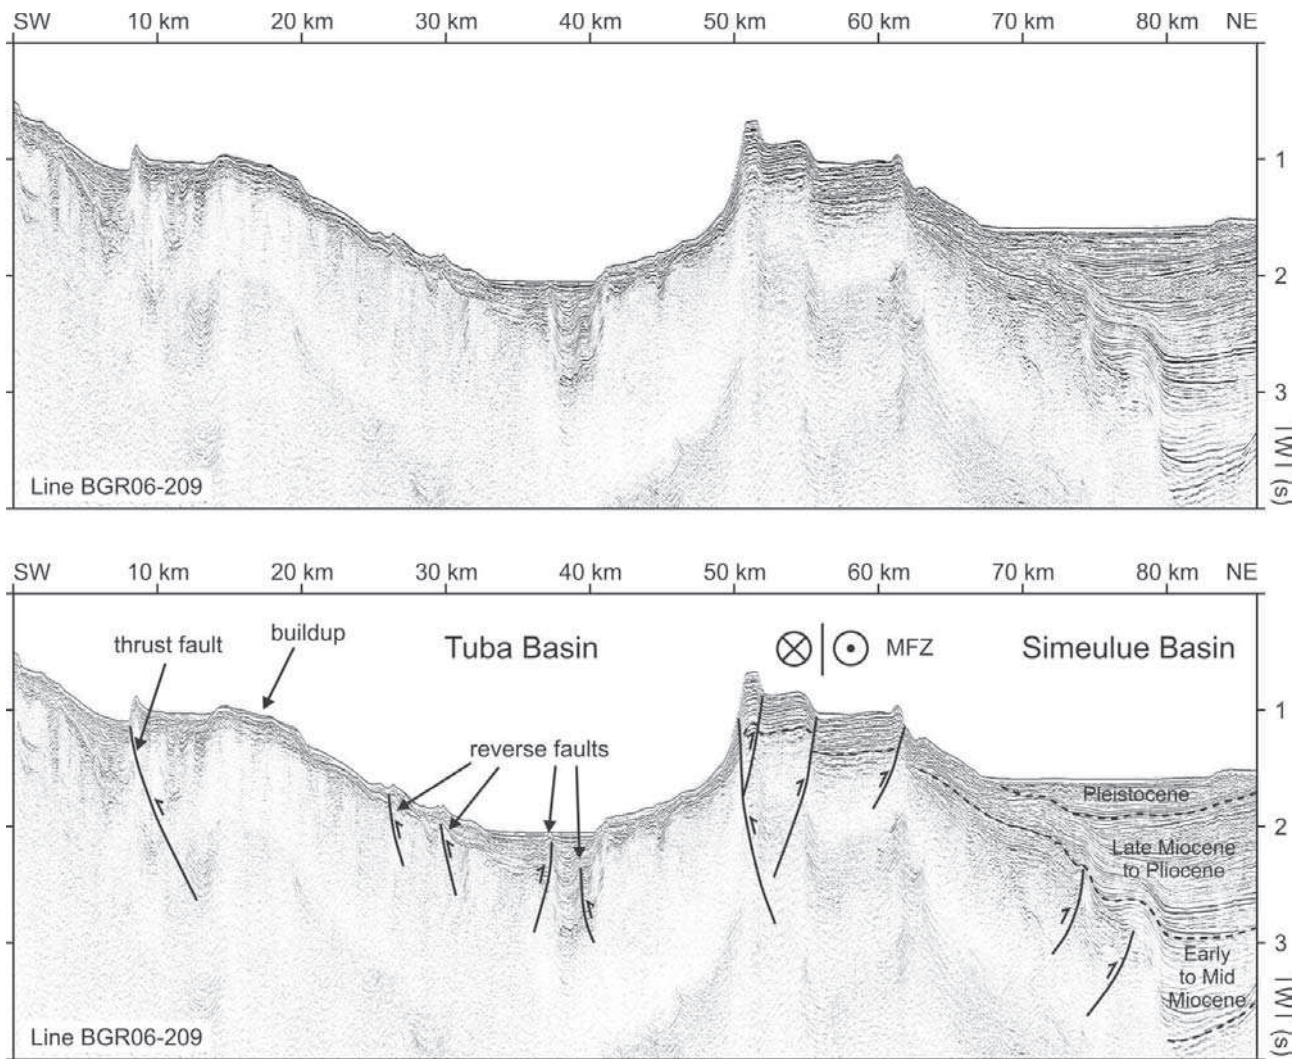 SW 10 km 20 km 30 km 40 km 50 km 60 km 70 km 80 km NE
1
2
3
TWT (s)
Line BGR06-209
SW 10 km 20 km 30 km 40 km 50 km 60 km 70 km 80 km NE
thrust fault
buildup
Tuba Basin
MFZ
Simeulue Basin
reverse faults
1
Pleistocene
2
Late Miocene
to Pliocene
3
Early
to Mid
Miocene
TWT (s)
Line BGR06-209